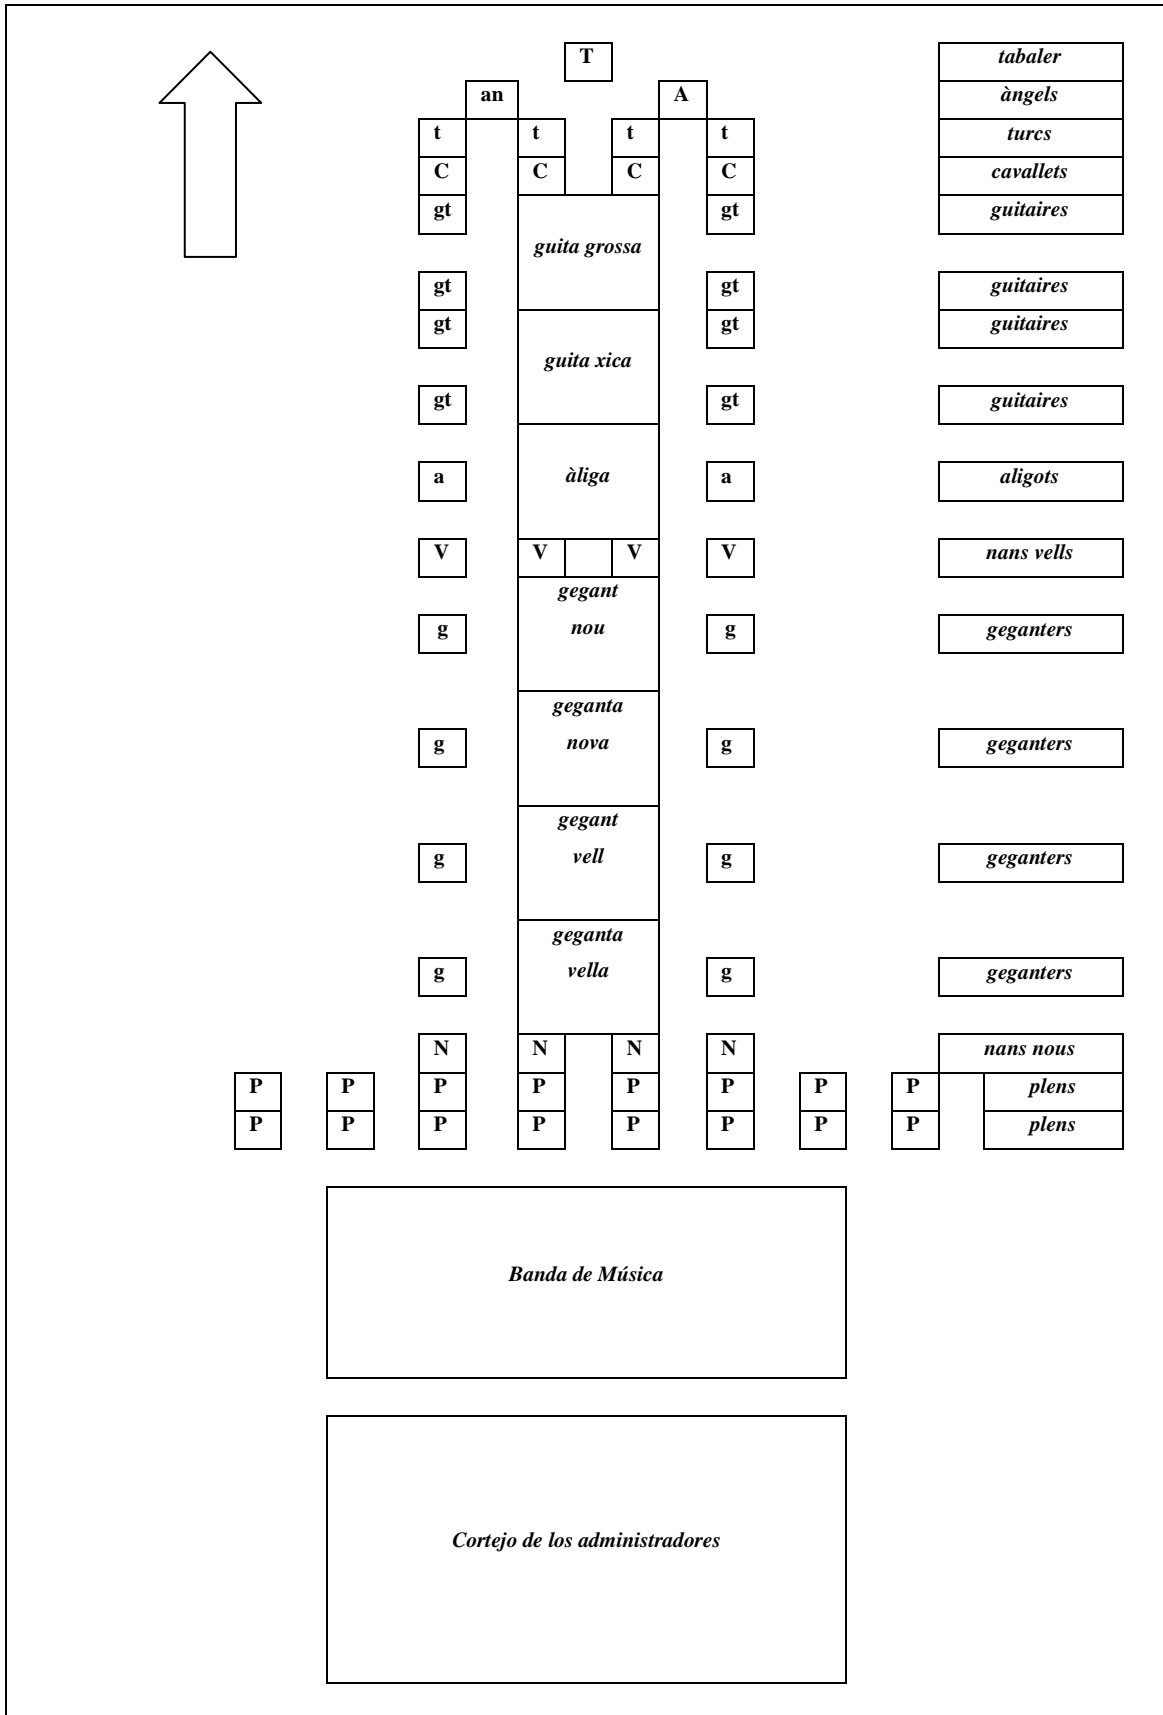 T tabaler
an A àngels
t t t t turcs
C C C C cavallets
gt gt guitaires
guita grossa
gt gt guitaires
gt gt guitaires
guita xica
gt gt guitaires
a àliga a aligots
V V V V nans vells
gegant
nou
g g geganters
geganta
nova
g g geganters
gegant
vell
g g geganters
geganta
vella
g g geganters
N N N N nans nous
P P P P P P P P plens
P P P P P P P P plens
Banda de Música
Cortejo de los administradores